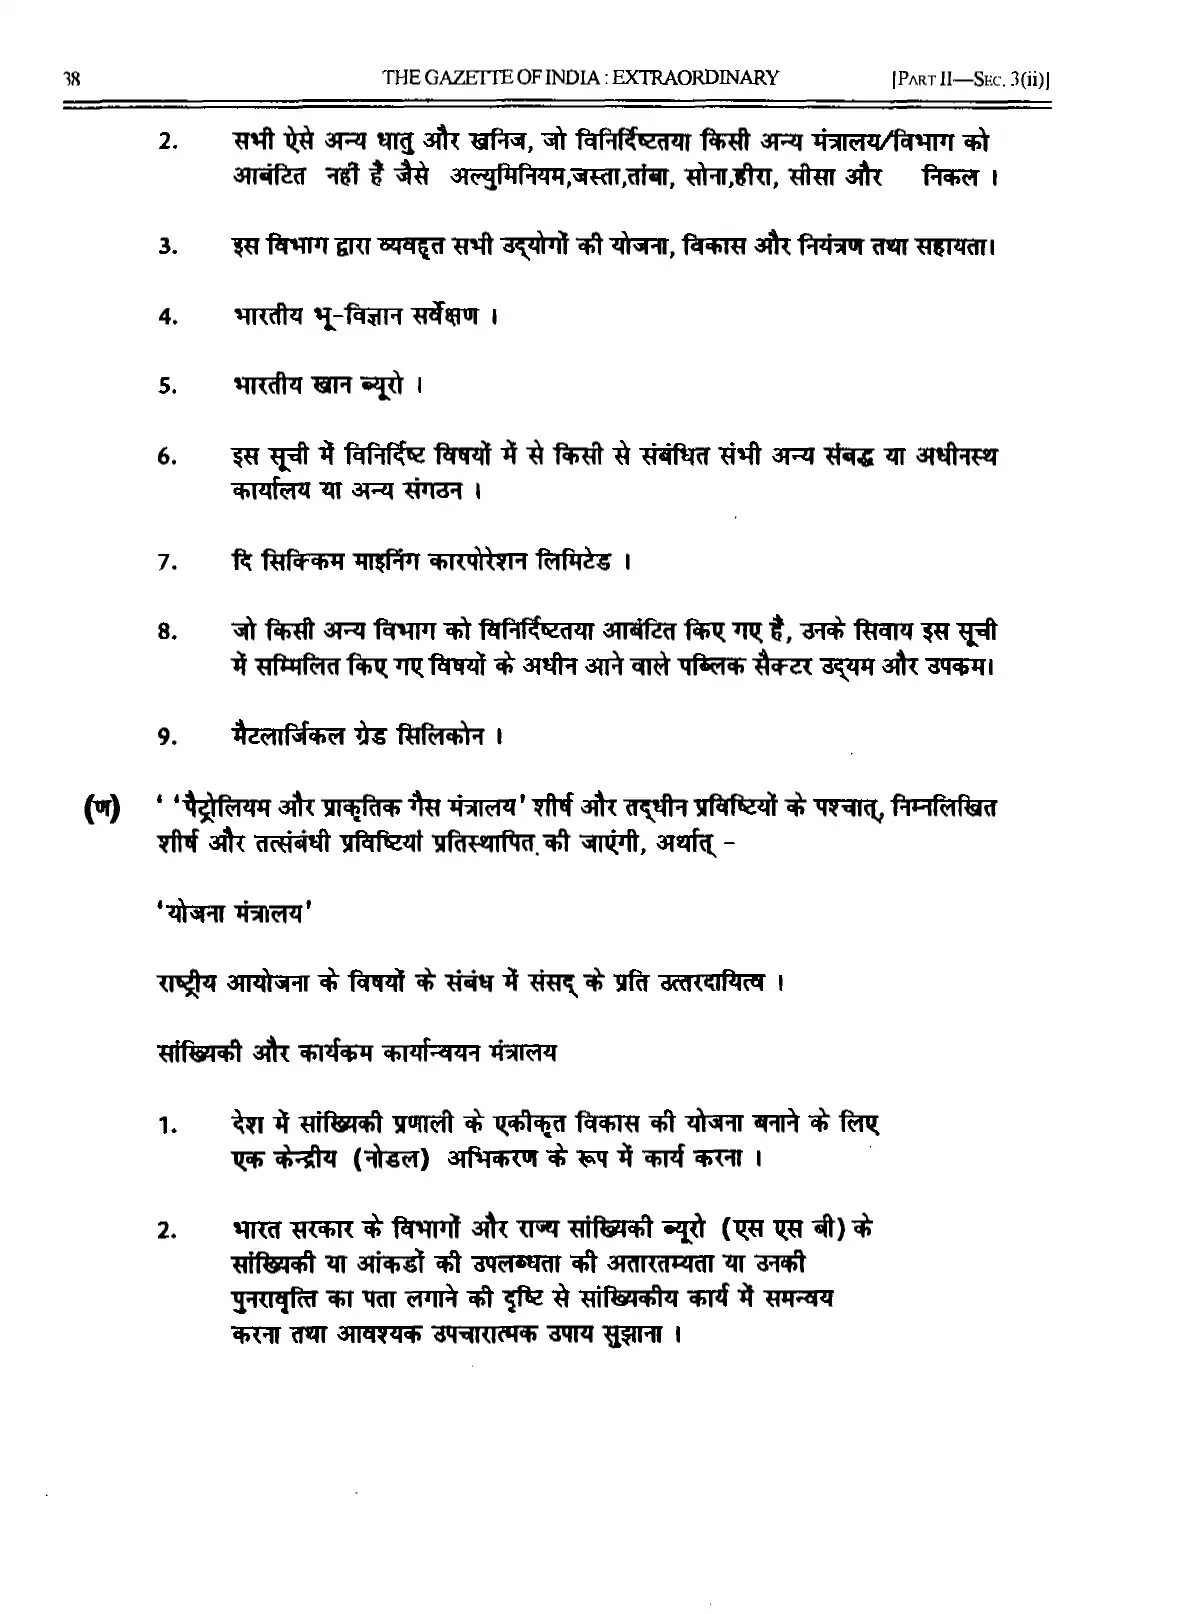 38 THE GAZETTE OF INDIA : EXTRAORDINARY [PART II—SEC. 3(ii)]
2. सभी ऐसे अन्य धातु और खनिज, जो विनिर्दिष्टतया किसी अन्य मंत्रालय/विभाग को
आबंटित नहीं है जैसे अल्युमिनियम,जस्ता,तांबा, सोना,हीरा, सीसा और निकल ।
3. इस विभाग द्वारा व्यवहृत सभी उद्योगों की योजना, विकास और नियंत्रण तथा सहायता।
4. भारतीय भू-विज्ञान सर्वेक्षण ।
5. भारतीय खान ब्यूरो ।
6. इस सूची में विनिर्दिष्ट विषयों में से किसी से संबंधित संभी अन्य संबद्ध या अधीनस्थ
कार्यालय या अन्य संगठन ।
7. दि सिक्किम माइनिंग कारपोरेशन लिमिटेड ।
8. जो किसी अन्य विभाग को विनिर्दिष्टतया आबंटित किए गए है, उनके सिवाय इस सूची
में सम्मिलित किए गए विषयों के अधीन आने वाले पब्लिक सैक्टर उद्यम और उपकम।
9. मैटलार्जिकल ग्रेड सिलिकोन ।
(ण) ‘ ‘पैट्रोलियम और प्राकृतिक गैस मंत्रालय’ शीर्ष और तद्धीन प्रविष्टियों के पश्चात्, निम्नलिखित
शीर्ष और तत्संबंधी प्रविष्टियां प्रतिस्थापित की जाएंगी, अर्थात् –
‘योजना मंत्रालय’
राष्ट्रीय आयोजना के विषयों के संबंध में संसद् के प्रति उत्तरदायित्व ।
सांख्यिकी और कार्यकम कार्यान्वयन मंत्रालय
1. देश में सांख्यिकी प्रणाली के एकीकृत विकास की योजना बनाने के लिए
एक केन्द्रीय (नोडल) अभिकरण के रूप में कार्य करना ।
2. भारत सरकार के विभागों और राज्य सांख्यिकी ब्यूरो (एस एस बी) के
सांख्यिकी या आंकडों की उपलब्धता की अतारतम्यता या उनकी
पुनरावृत्ति का पता लगाने की दृष्टि से सांख्यिकीय कार्य में समन्वय
करना तथा आवश्यक उपचारात्मक उपाय सुझाना ।